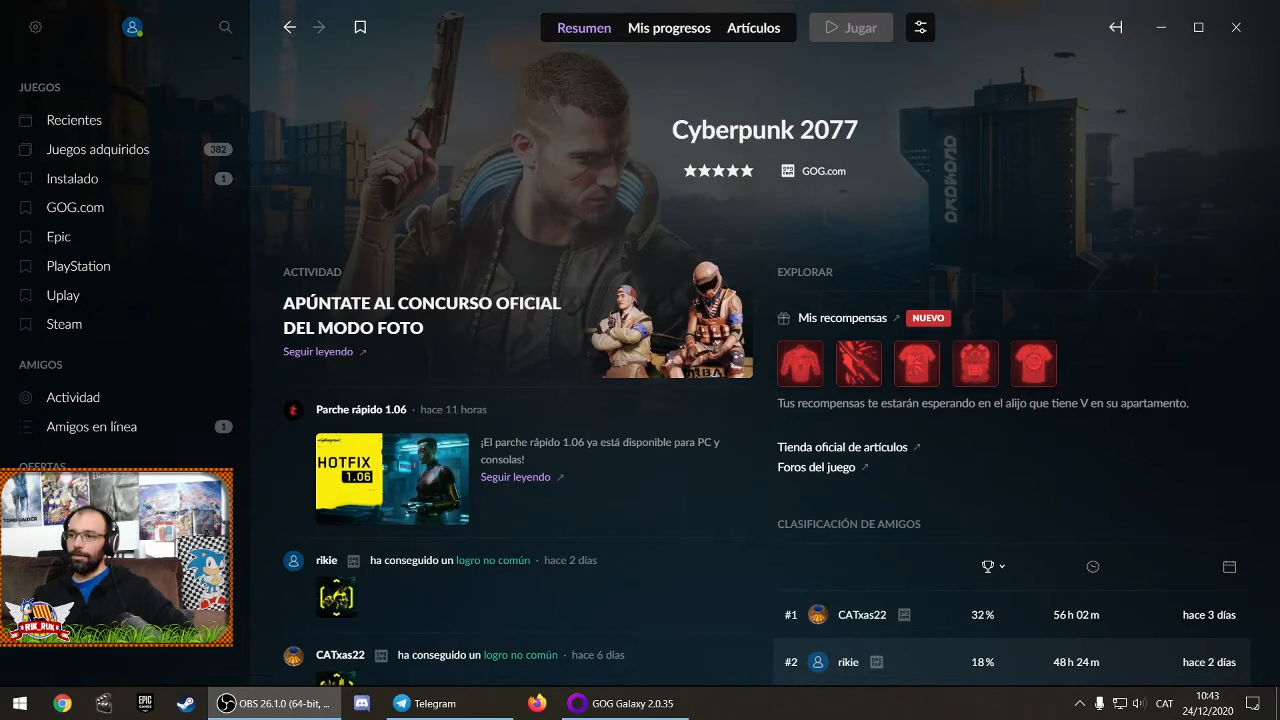 Resumen
Mis progresos
Artículos
Jugar
JUEGOS
Recientes
Juegos adquiridos
382
Instalado
1
GOG.com
Epic
PlayStation
Uplay
Steam
AMIGOS
Actividad
Amigos en línea
1
OFERTAS
Cyberpunk 2077
GOG.com
ACTIVIDAD
APÚNTATE AL CONCURSO OFICIAL
DEL MODO FOTO
Seguir leyendo
Parche rápido 1.06 · hace 11 horas
HOTFIX
1.06
¡El parche rápido 1.06 ya está disponible para PC y
consolas!
Seguir leyendo
rikie ha conseguido un logro no común · hace 2 días
CATxas22 ha conseguido un logro no común · hace 6 días
EXPLORAR
Mis recompensas
NUEVO
Tus recompensas te estarán esperando en el alijo que tiene V en su apartamento.
Tienda oficial de artículos
Foros del juego
CLASIFICACIÓN DE AMIGOS
#1 CATxas22 32 % 56 h 02 m hace 3 días
#2 rikie 18 % 48 h 24 m hace 2 días
TOMB RAIDER
RIK_RUK
EPIC
GAMES
OBS 26.1.0 (64-bit, ...
Telegram
GOG Galaxy 2.0.35
CAT
10:43
24/12/2020